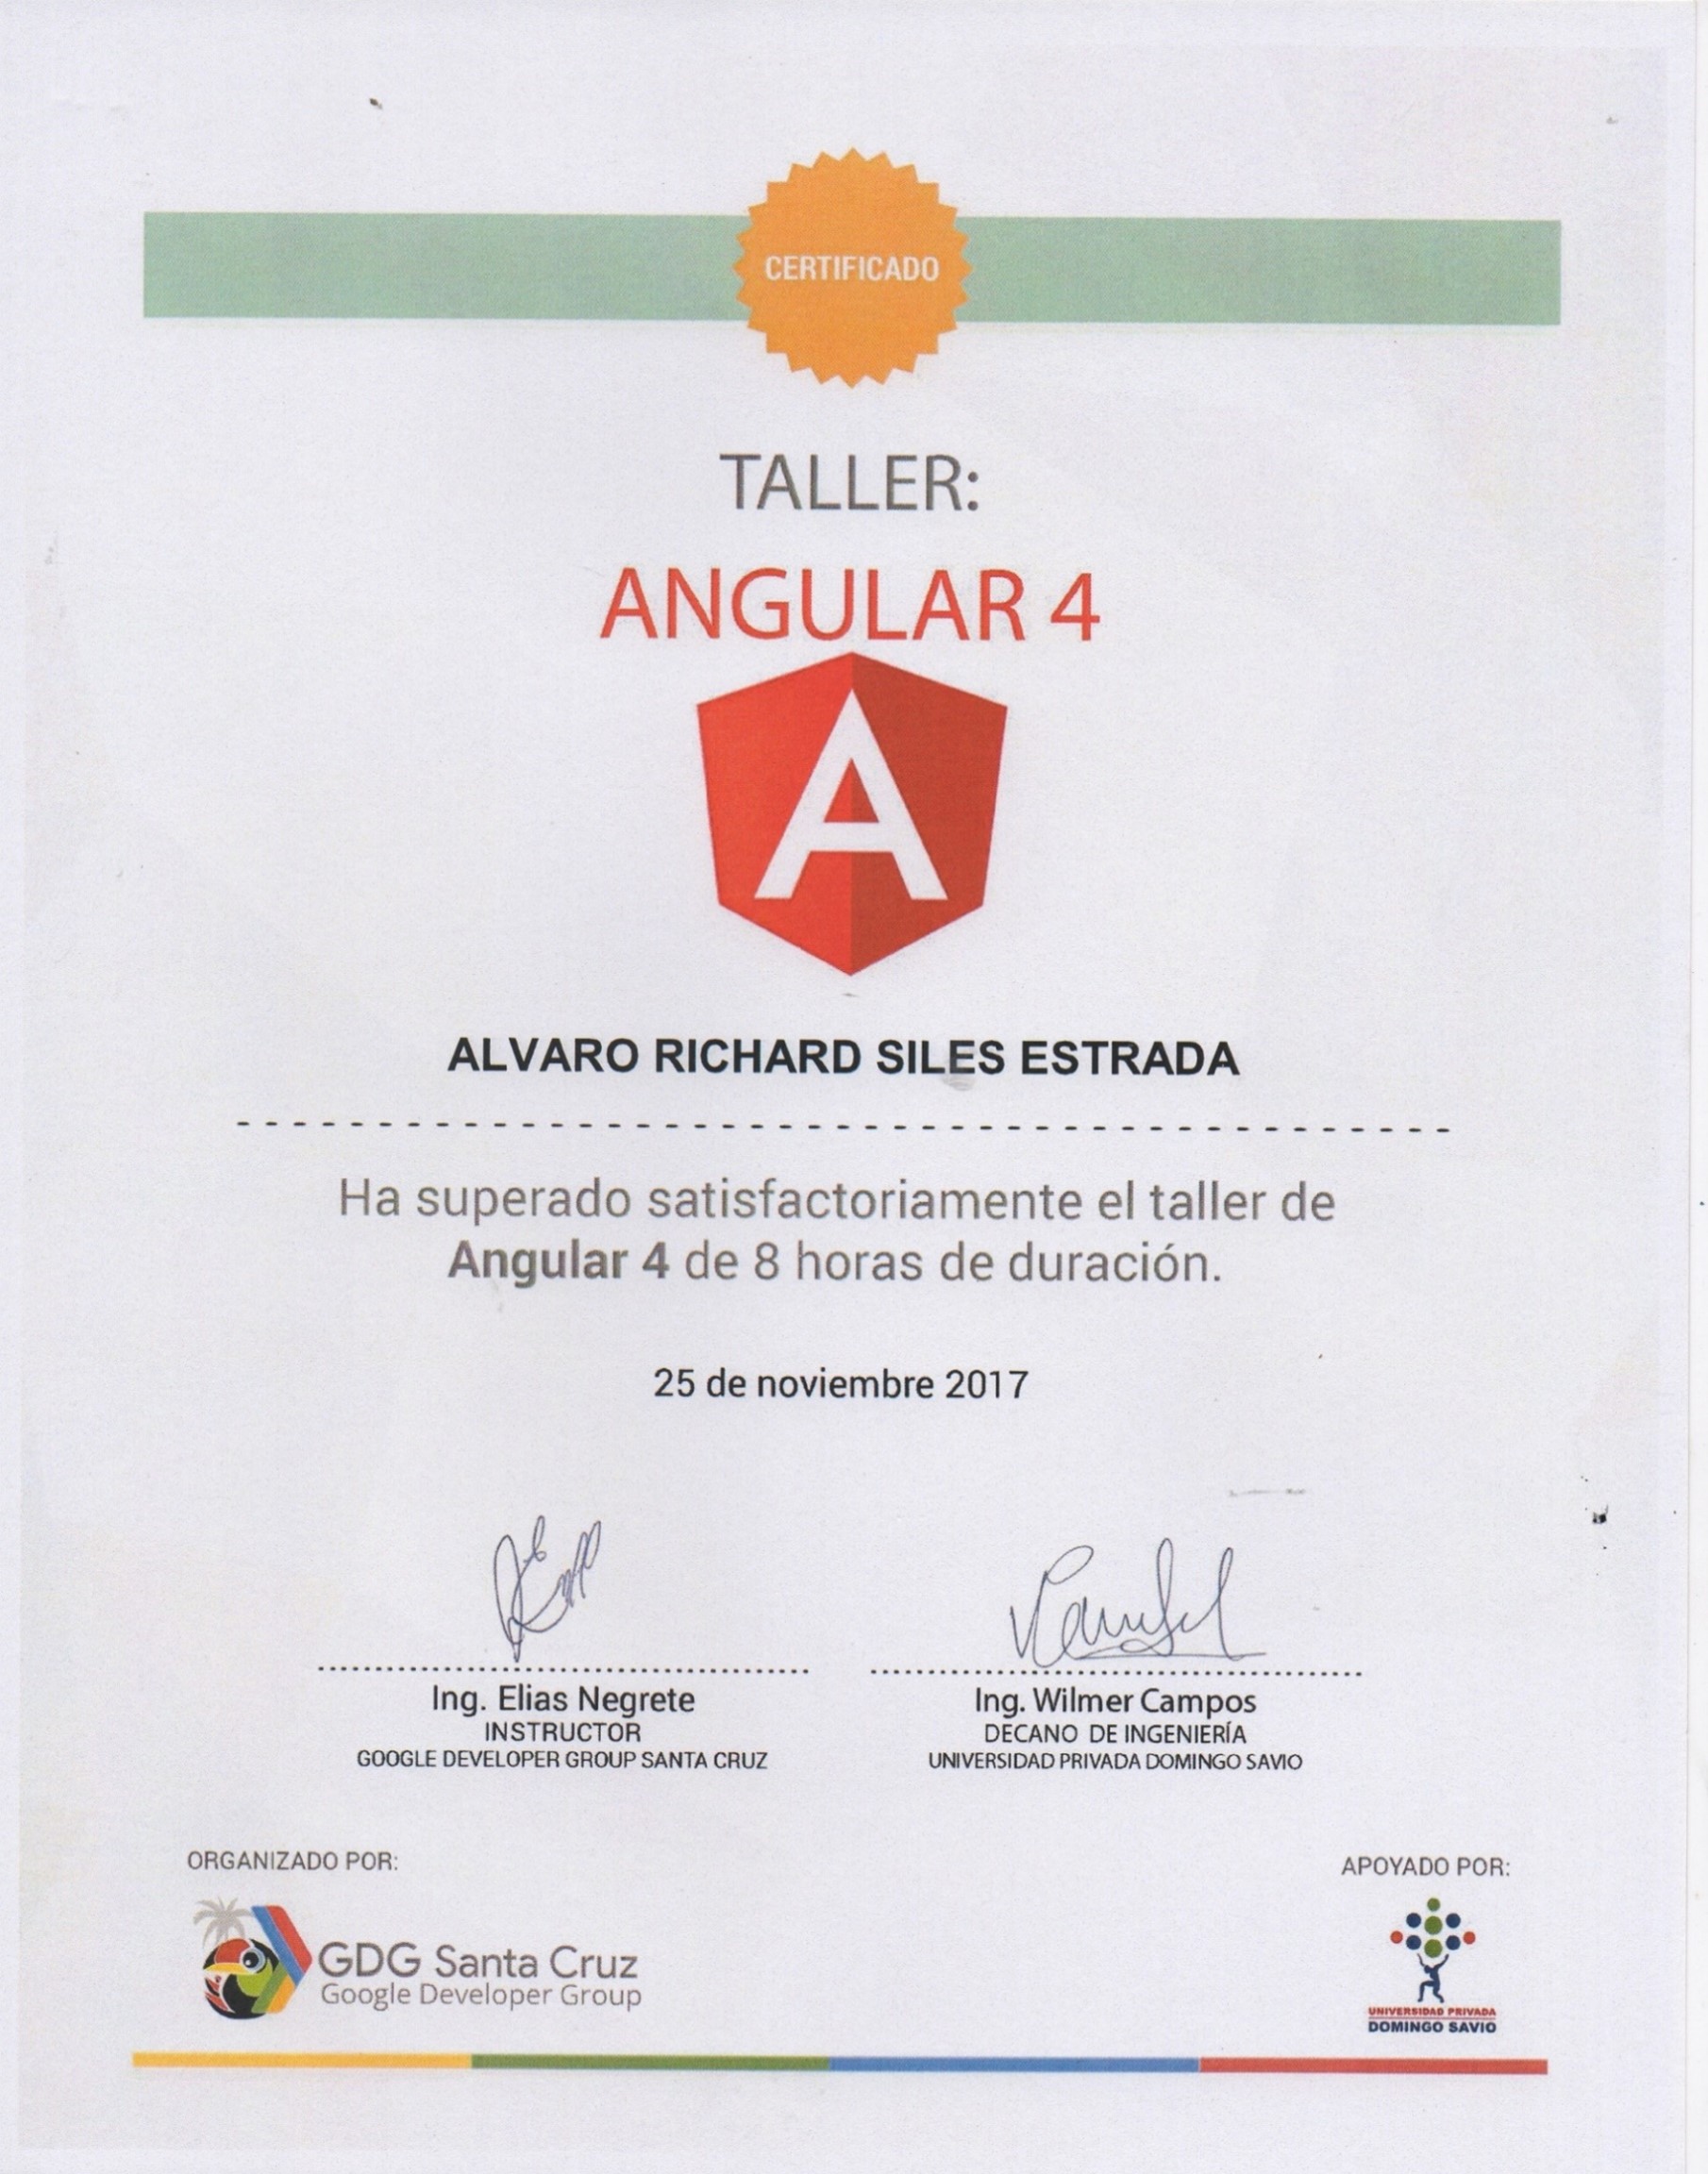 CERTIFICADO
TALLER:
ANGULAR 4
ALVARO RICHARD SILES ESTRADA
Ha superado satisfactoriamente el taller de
Angular 4 de 8 horas de duración.
25 de noviembre 2017
Ing. Elias Negrete
INSTRUCTOR
GOOGLE DEVELOPER GROUP SANTA CRUZ
Ing. Wilmer Campos
DECANO DE INGENIERÍA
UNIVERSIDAD PRIVADA DOMINGO SAVIO
ORGANIZADO POR:
GDG Santa Cruz
Google Developer Group
APOYADO POR:
UNIVERSIDAD PRIVADA
DOMINGO SAVIO